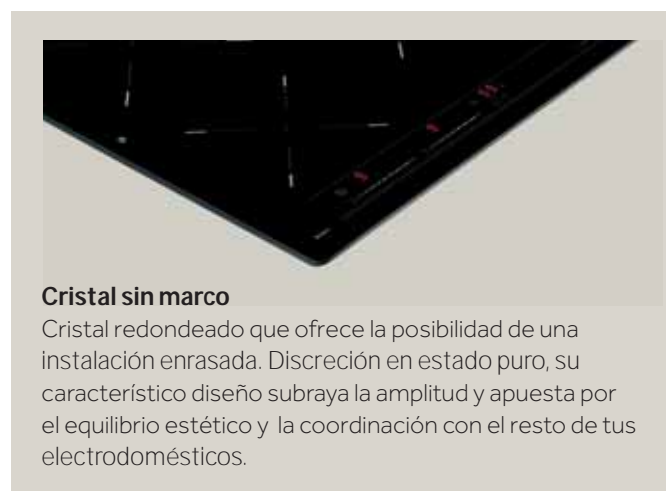 Cristal sin marco
Cristal redondeado que ofrece la posibilidad de una
instalación enrasada. Discreción en estado puro, su
característico diseño subraya la amplitud y apuesta por
el equilibrio estético y la coordinación con el resto de tus
electrodomésticos.